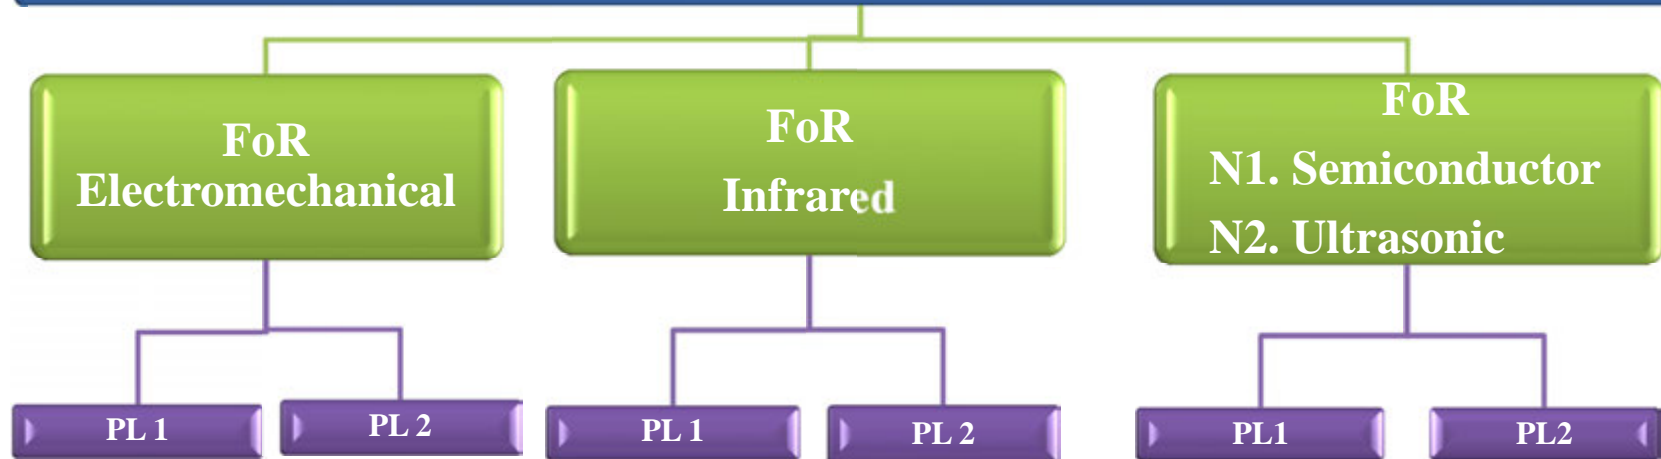 FoR
Electromechanical
FoR
Infrared
FoR
N1. Semiconductor
N2. Ultrasonic
PL 1
PL 2
PL 1
PL 2
PL1
PL2